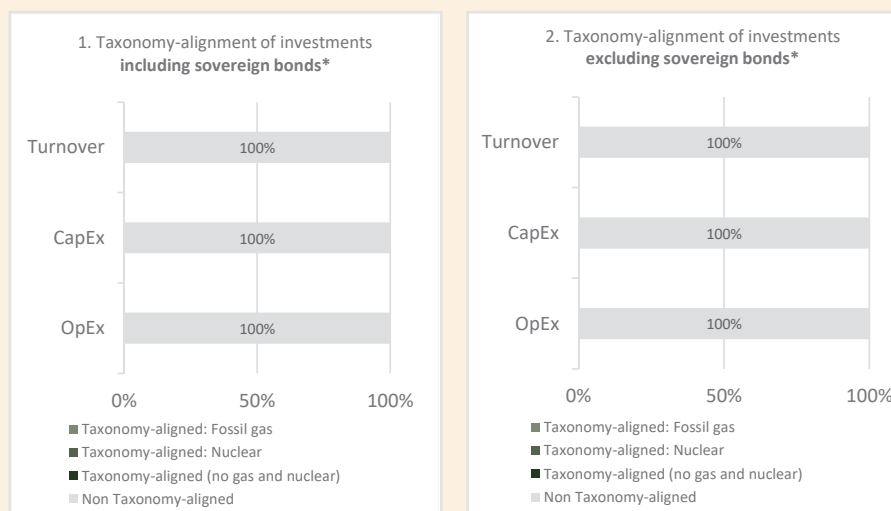 1. Taxonomy-alignment of investments
including sovereign bonds*
Turnover
100%
CapEx
100%
OpEx
100%
0%
50%
100%
Taxonomy-aligned: Fossil gas
Taxonomy-aligned: Nuclear
Taxonomy-aligned (no gas and nuclear)
Non Taxonomy-aligned
2. Taxonomy-alignment of investments
excluding sovereign bonds*
Turnover
100%
CapEx
100%
OpEx
100%
0%
50%
100%
Taxonomy-aligned: Fossil gas
Taxonomy-aligned: Nuclear
Taxonomy-aligned (no gas and nuclear)
Non Taxonomy-aligned